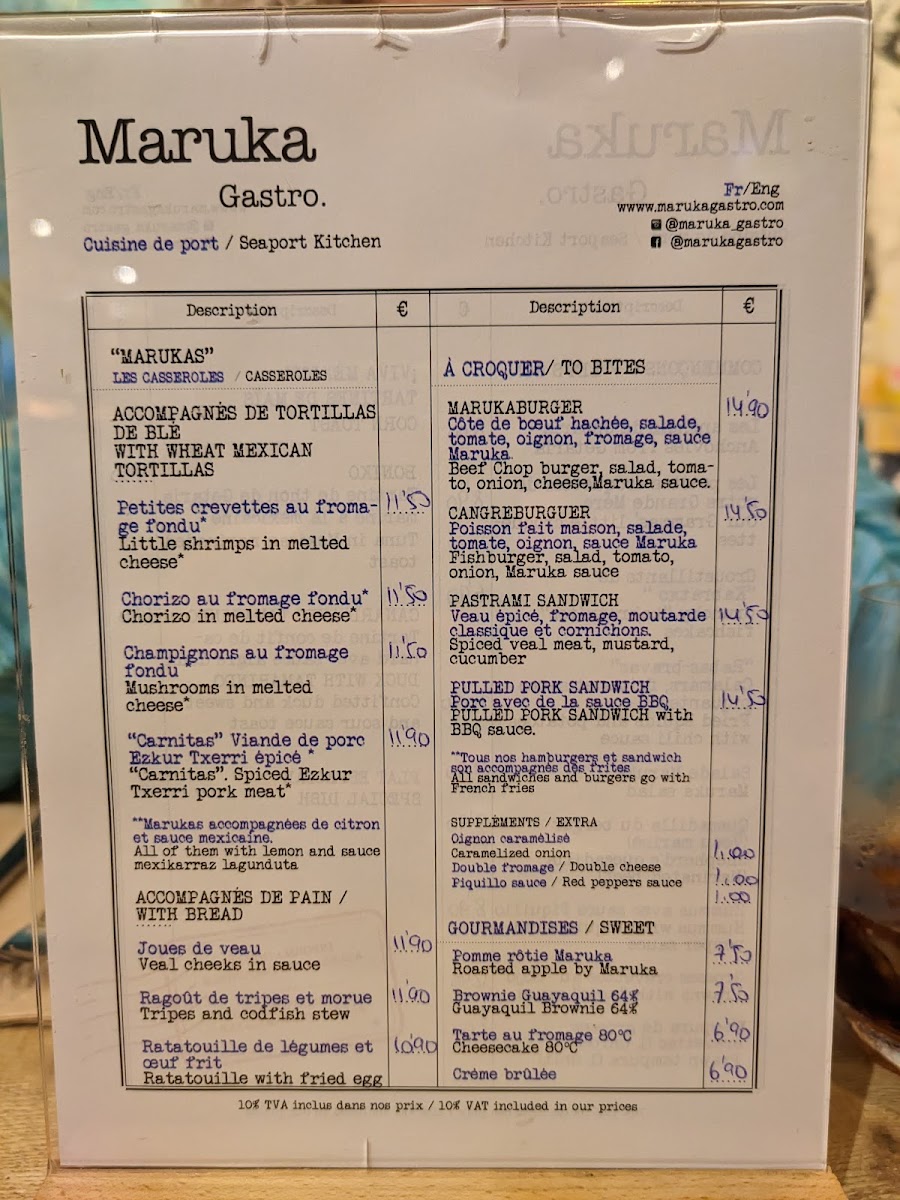 Maruka
Gastro.
Cuisine de port / Seaport Kitchen
Fr/Eng
www.marukagastro.com
@maruka_gastro
@marukagastro
Description €
"MARUKAS"
LES CASSEROLES / CASSEROLES
ACCOMPAGNÉS DE TORTILLAS
DE BLÉ
WITH WHEAT MEXICAN
TORTILLAS
Petites crevettes au froma- 11'50
ge fondu*
Little shrimps in melted
cheese*
Chorizo au fromage fondu* 11'50
Chorizo in melted cheese*
Champignons au fromage 11'50
fondu*
Mushrooms in melted
cheese*
"Carnitas" Viande de porc 11'90
Ezkur Txerri épicé *
"Carnitas". Spiced Ezkur
Txerri pork meat*
**Marukas accompagnées de citron
et sauce mexicaine.
All of them with lemon and sauce
mexikarraz lagunduta
ACCOMPAGNÉS DE PAIN /
WITH BREAD
Joues de veau 11'90
Veal cheeks in sauce
Ragoût de tripes et morue 11.90
Tripes and codfish stew
Ratatouille de légumes et 10'90
œuf frit
Ratatouille with fried egg
Description €
À CROQUER/ TO BITES
MARUKABURGER 14'90
Côte de bœuf hachée, salade,
tomate, oignon, fromage, sauce
Maruka.
Beef Chop burger, salad, toma-
to, onion, cheese,Maruka sauce.
CANGREBURGUER 14'50
Poisson fait maison, salade,
tomate, oignon, sauce Maruka
Fishburger, salad, tomato,
onion, Maruka sauce
PASTRAMI SANDWICH
Veau épicé, fromage, moutarde 14'50
classique et cornichons.
Spiced veal meat, mustard,
cucumber
PULLED PORK SANDWICH
Porc avec de la sauce BBQ 14'50
PULLED PORK SANDWICH with
BBQ sauce.
**Tous nos hamburgers et sandwich
son accompagnés des frites
All sandwiches and burgers go with
French fries
SUPPLÉMENTS / EXTRA
Oignon caramélisé
Caramelized onion 1.00
Double fromage / Double cheese
Piquillo sauce / Red peppers sauce 1.00
1.00
GOURMANDISES / SWEET
Pomme rôtie Maruka 7'50
Roasted apple by Maruka
Brownie Guayaquil 64% 7'50
Guayaquil Brownie 64%
Tarte au fromage 80ºC 6'90
Cheesecake 80ºC
Créme brûlée 6'90
10% TVA inclus dans nos prix / 10% VAT included in our prices